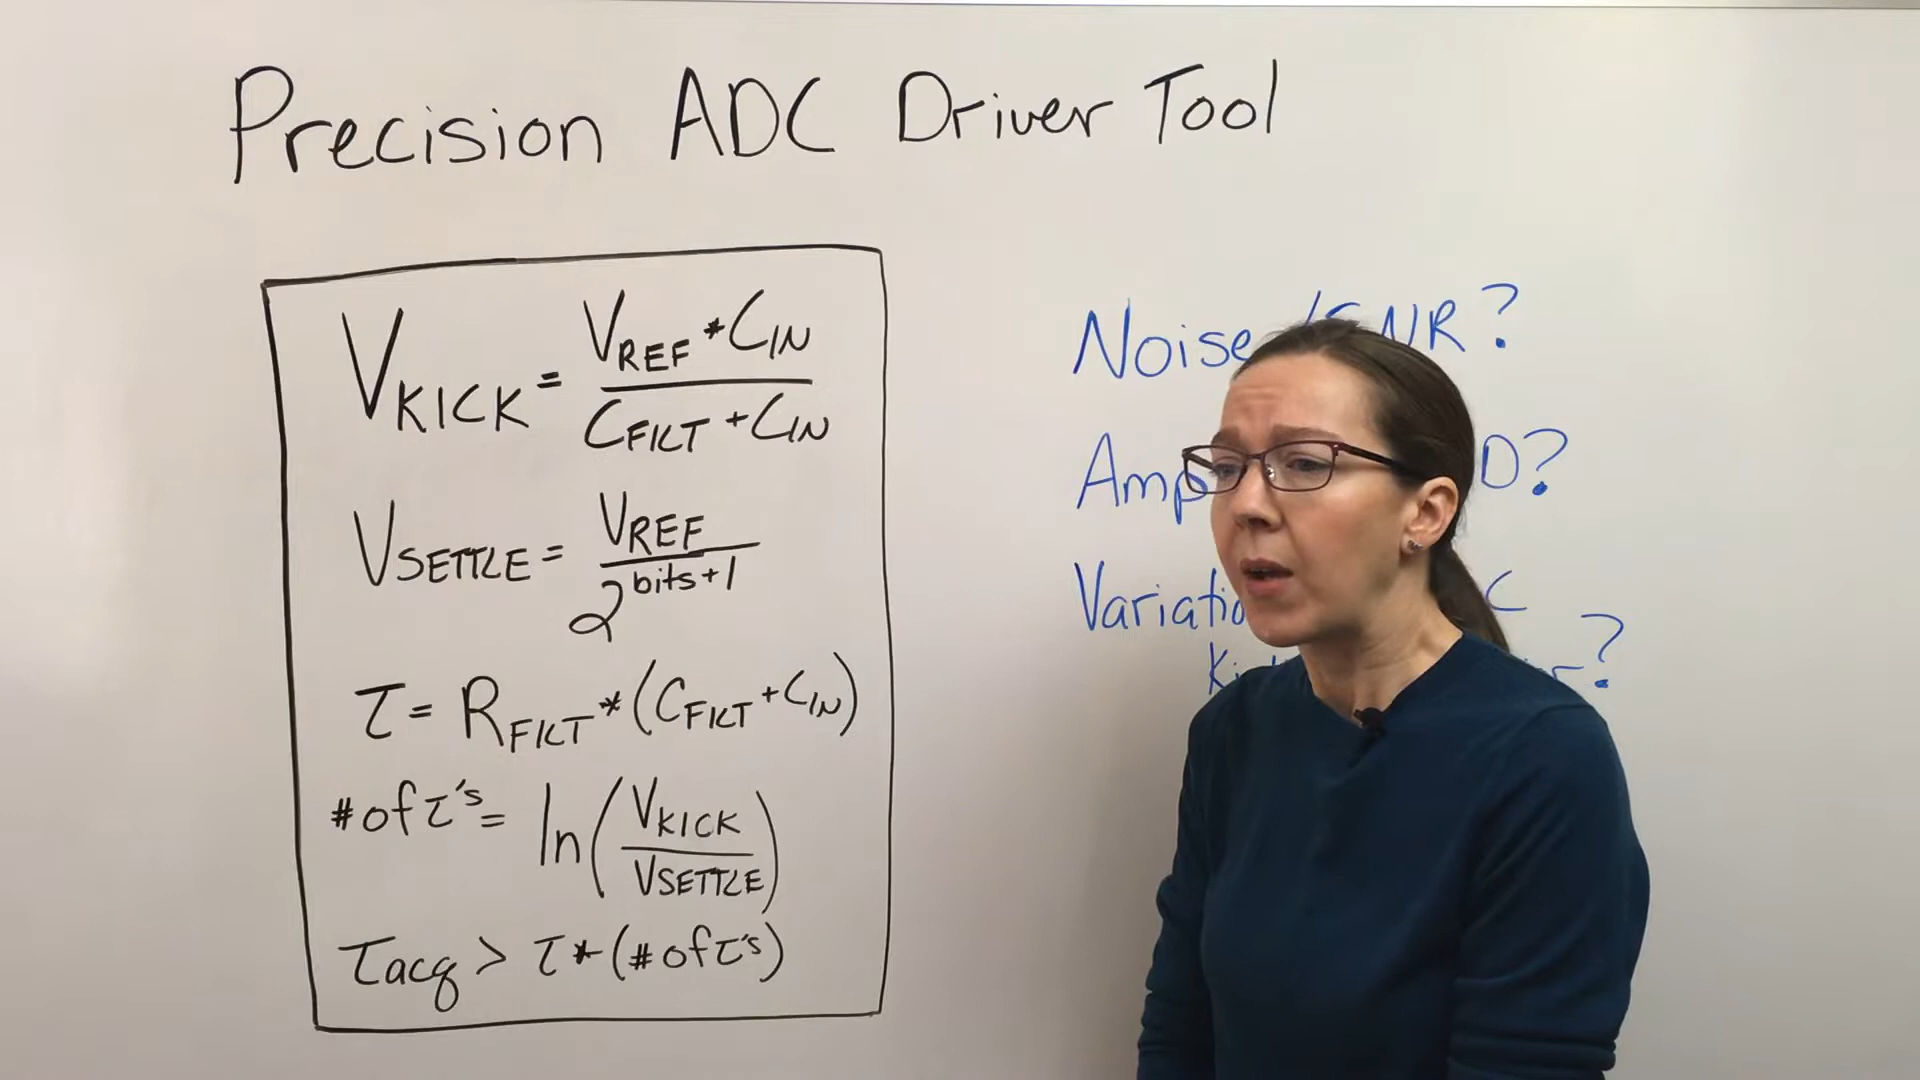 Precision ADC Driver Tool
VKICK = VREF * CIN / CFILT + CIN
VSETTLE = VREF / 2^bits+1
τ = RFILT * (CFILT + CIN)
# of τ's = ln(VKICK / VSETTLE)
τacq > τ * (# of τ's)
Noise NR?
Amp D?
C
?